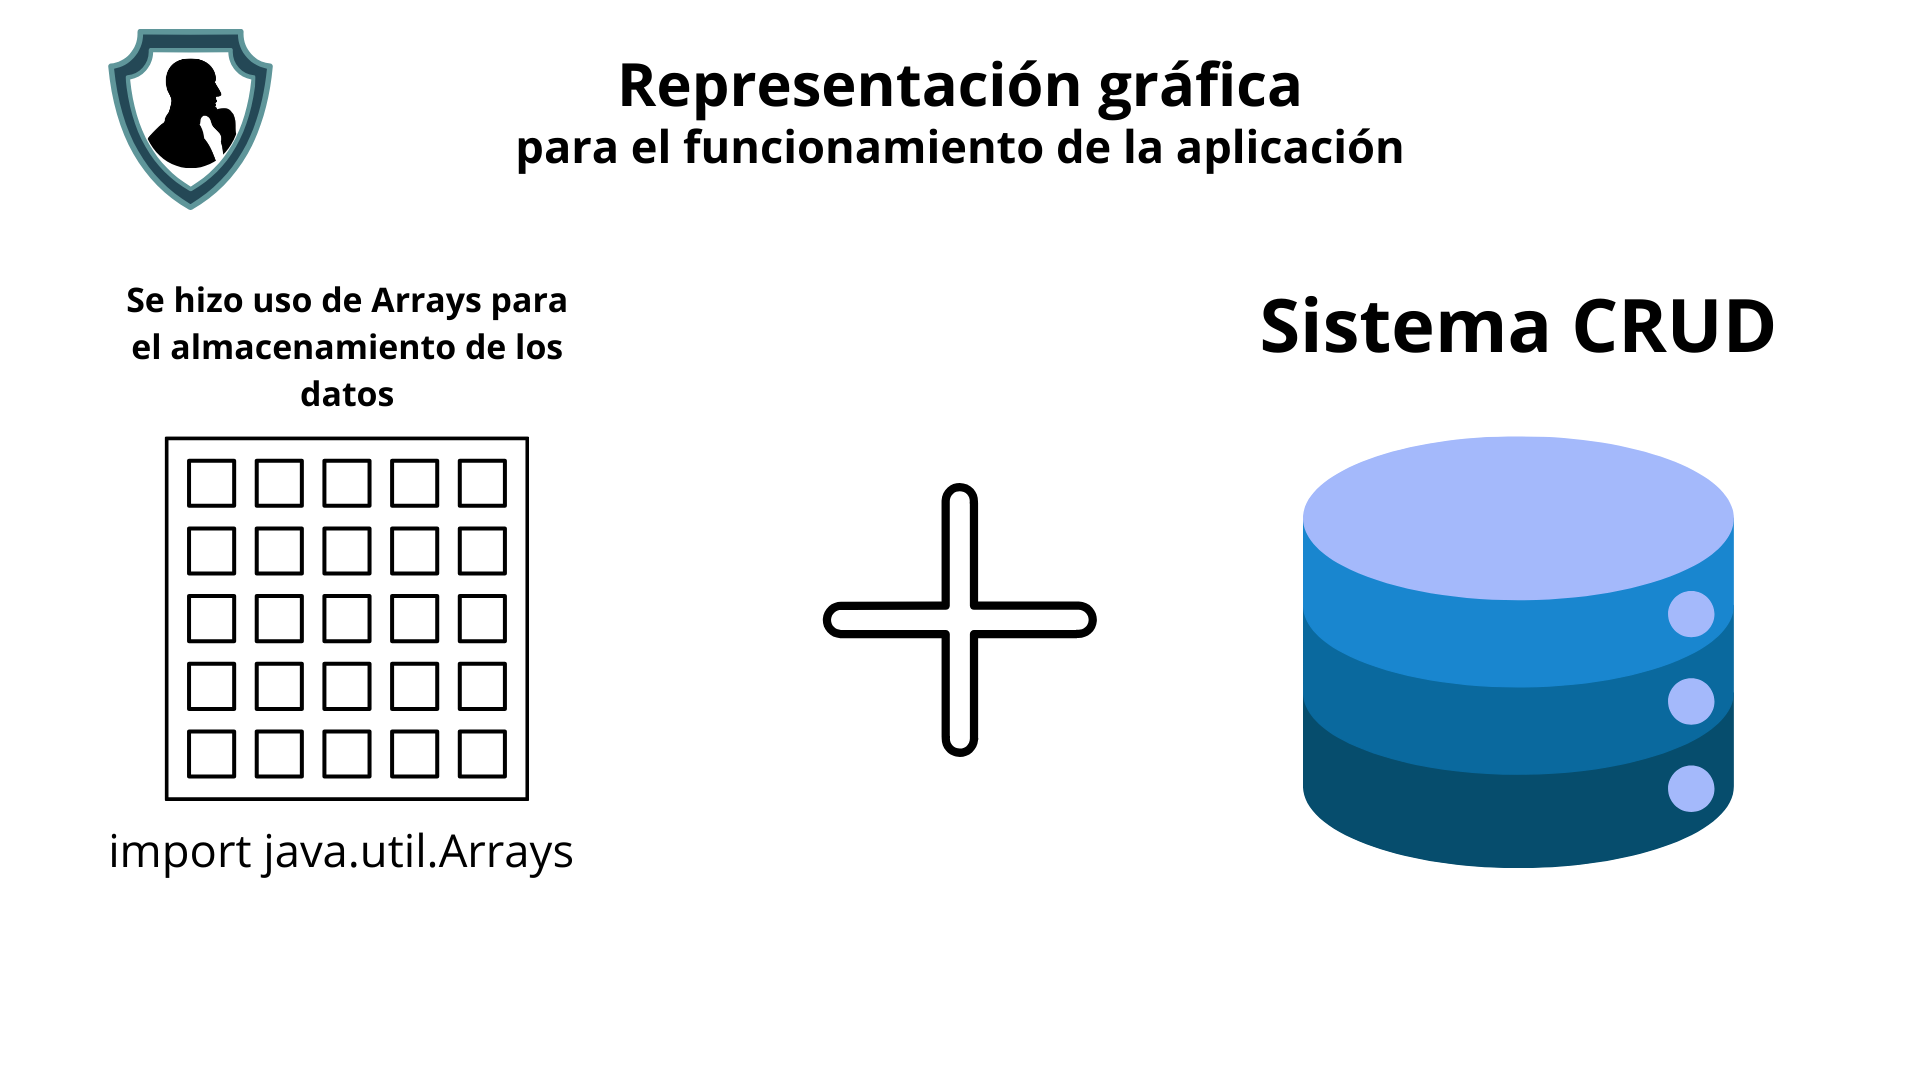 Representación gráfica
para el funcionamiento de la aplicación
Se hizo uso de Arrays para
el almacenamiento de los
datos
Sistema CRUD
import java.util.Arrays